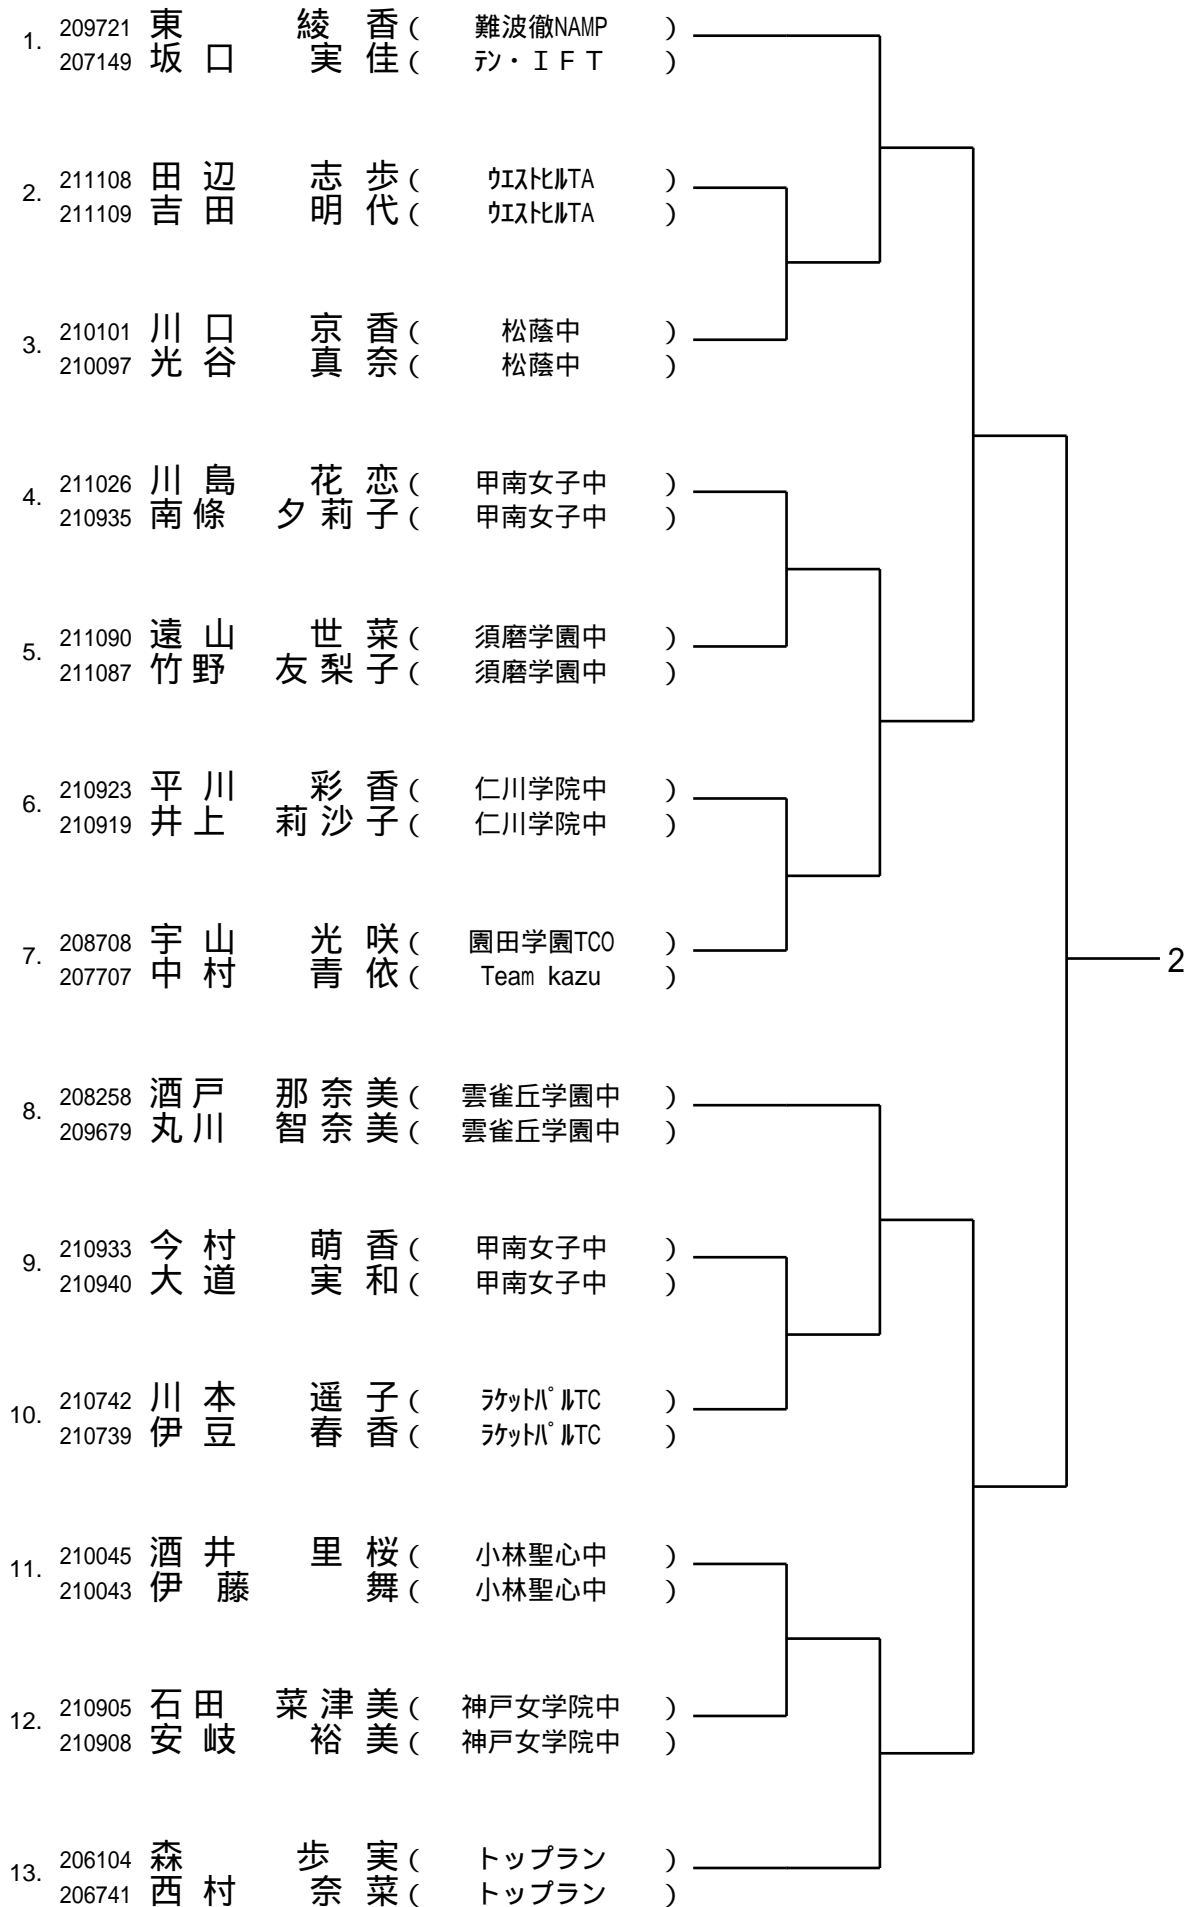 1. 209721 東 綾 香 ( 難波徹NAMP )
207149 坂 口 実 佳 ( テン・ＩＦＴ )
2. 211108 田 辺 志 歩 ( ウエストヒルTA )
211109 吉 田 明 代 ( ウエストヒルTA )
3. 210101 川 口 京 香 ( 松蔭中 )
210097 光 谷 真 奈 ( 松蔭中 )
4. 211026 川 島 花 恋 ( 甲南女子中 )
210935 南 條 夕 莉 子 ( 甲南女子中 )
5. 211090 遠 山 世 菜 ( 須磨学園中 )
211087 竹 野 友 梨 子 ( 須磨学園中 )
6. 210923 平 川 彩 香 ( 仁川学院中 )
210919 井 上 莉 沙 子 ( 仁川学院中 )
7. 208708 宇 山 光 咲 ( 園田学園TCO )
207707 中 村 青 依 ( Team kazu )
2
8. 208258 酒 戸 那 奈 美 ( 雲雀丘学園中 )
209679 丸 川 智 奈 美 ( 雲雀丘学園中 )
9. 210933 今 村 萌 香 ( 甲南女子中 )
210940 大 道 実 和 ( 甲南女子中 )
10. 210742 川 本 遥 子 ( ラケットパルTC )
210739 伊 豆 春 香 ( ラケットパルTC )
11. 210045 酒 井 里 桜 ( 小林聖心中 )
210043 伊 藤 舞 ( 小林聖心中 )
12. 210905 石 田 菜 津 美 ( 神戸女学院中 )
210908 安 岐 裕 美 ( 神戸女学院中 )
13. 206104 森 歩 実 ( トップラン )
206741 西 村 奈 菜 ( トップラン )